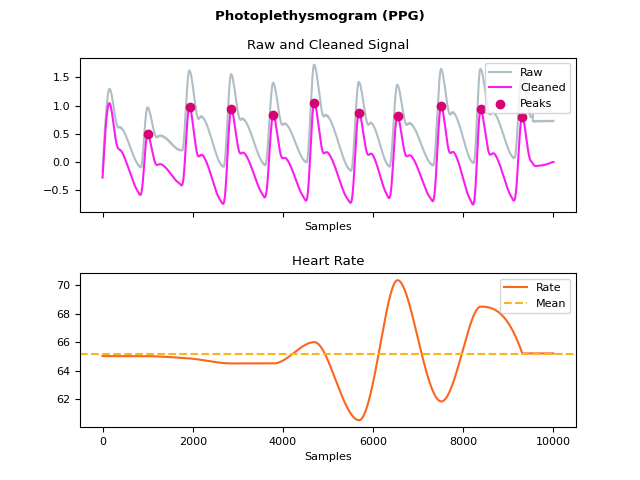 Photoplethysmogram (PPG)
Raw and Cleaned Signal
1.5
1.0
0.5
0.0
−0.5
Raw
Cleaned
Peaks
Samples
Heart Rate
70
68
66
64
62
Rate
Mean
0 2000 4000 6000 8000 10000
Samples